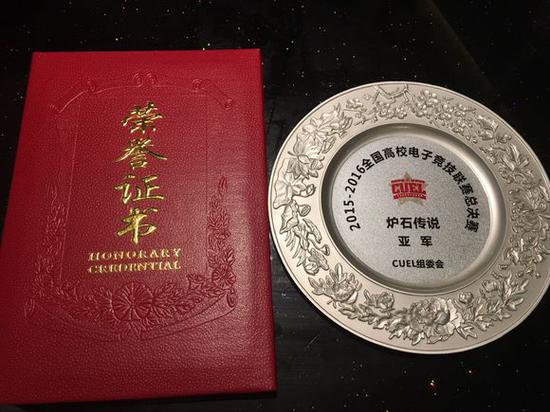 荣誉证书
HONORARY
CREDENTIAL
2015-2016全国高校电子竞技联赛总决赛
CUEL
炉石传说
亚军
CUEL组委会